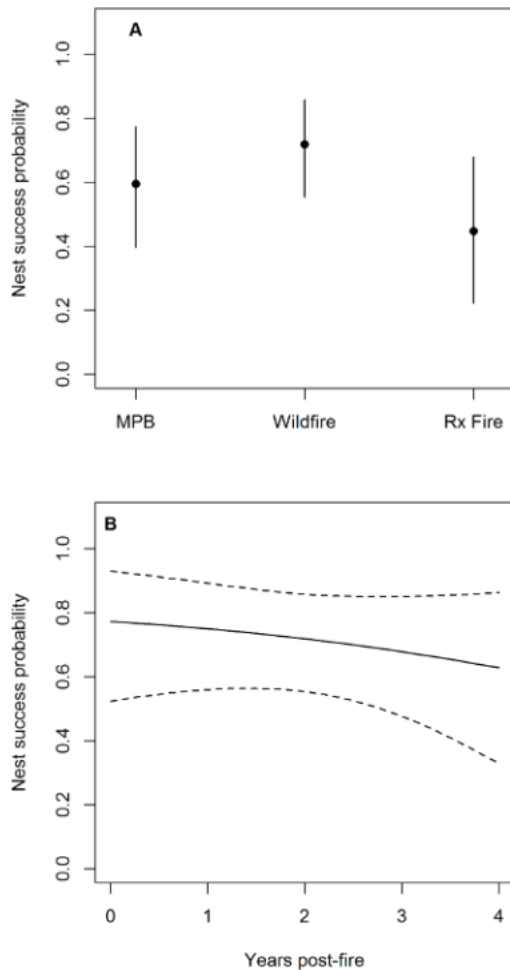 A
Nest success probability
1.0
0.8
0.6
0.4
0.2
0.0
MPB Wildfire Rx Fire
B
Nest success probability
1.0
0.8
0.6
0.4
0.2
0.0
0 1 2 3 4
Years post-fire